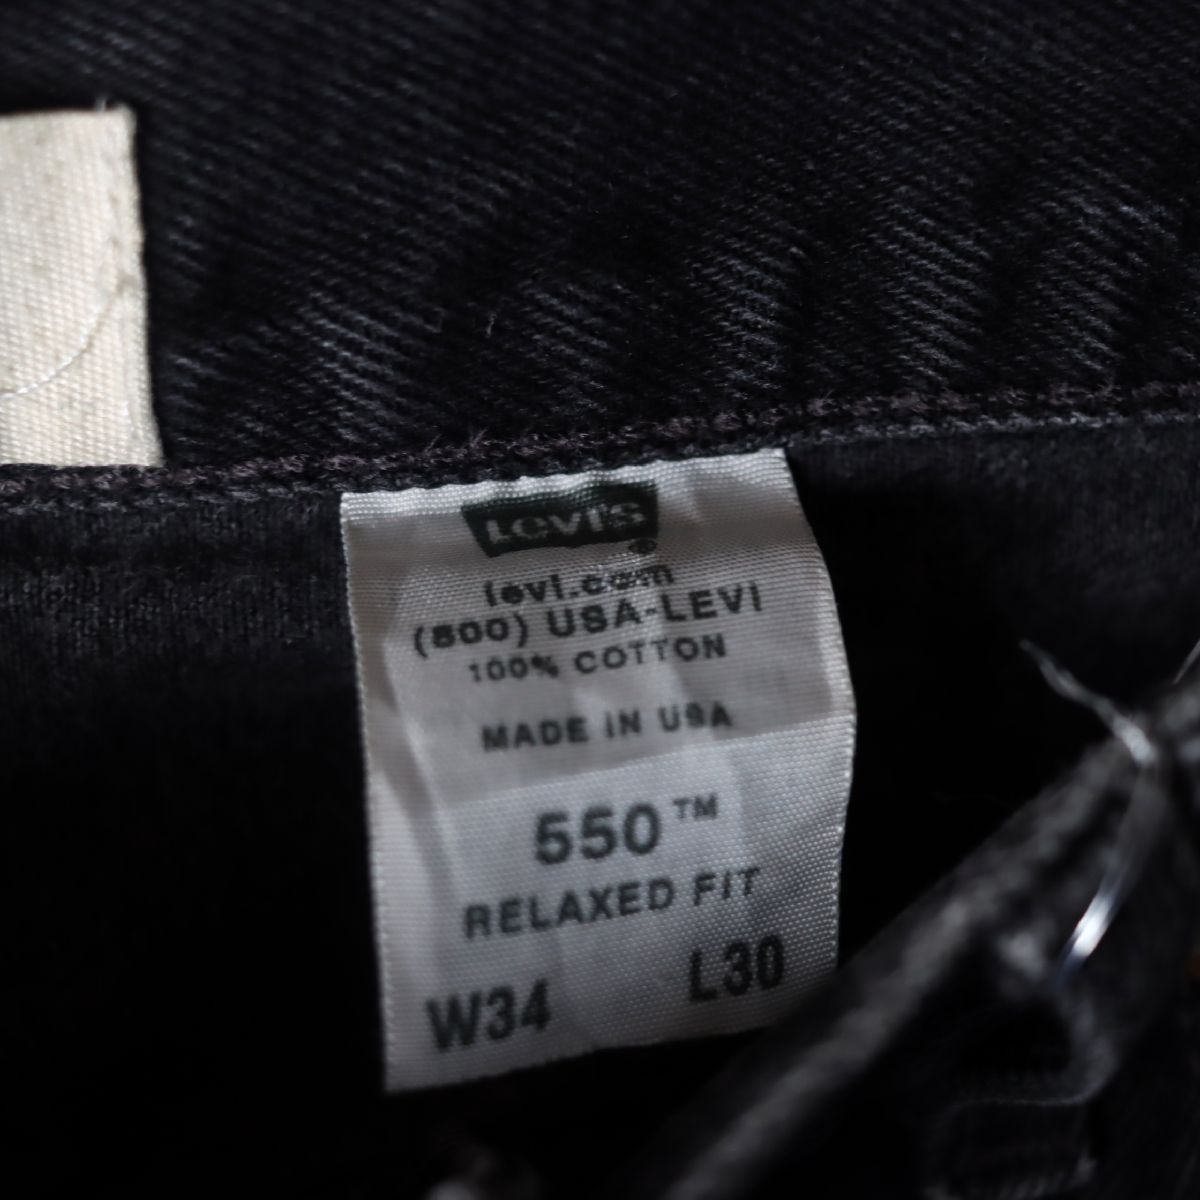 Levi's
®
levi.com
(800) USA-LEVI
100% COTTON
MADE IN USA
550™
RELAXED FIT
W34 L30